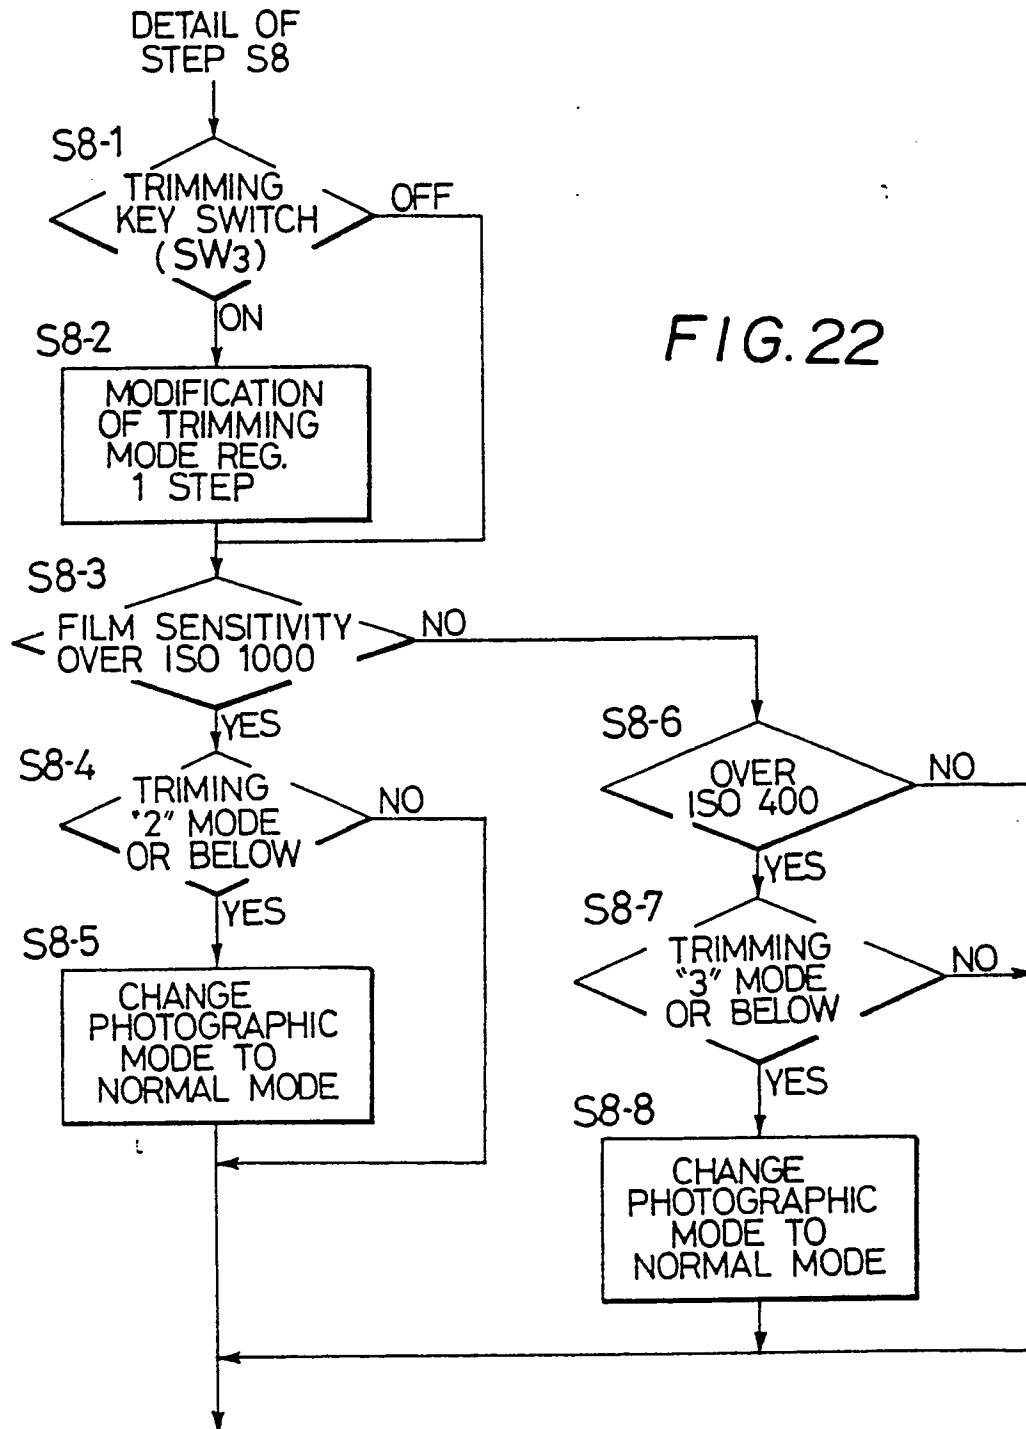 DETAIL OF
STEP S8
S8-1
TRIMMING
KEY SWITCH
(SW3)
OFF
ON
S8-2
MODIFICATION
OF TRIMMING
MODE REG.
1 STEP
FIG.22
S8-3
FILM SENSITIVITY
OVER ISO 1000
NO
YES
S8-4
TRIMING
"2" MODE
OR BELOW
NO
YES
S8-5
CHANGE
PHOTOGRAPHIC
MODE TO
NORMAL MODE
S8-6
OVER
ISO 400
NO
YES
S8-7
TRIMMING
"3" MODE
OR BELOW
NO
YES
S8-8
CHANGE
PHOTOGRAPHIC
MODE TO
NORMAL MODE